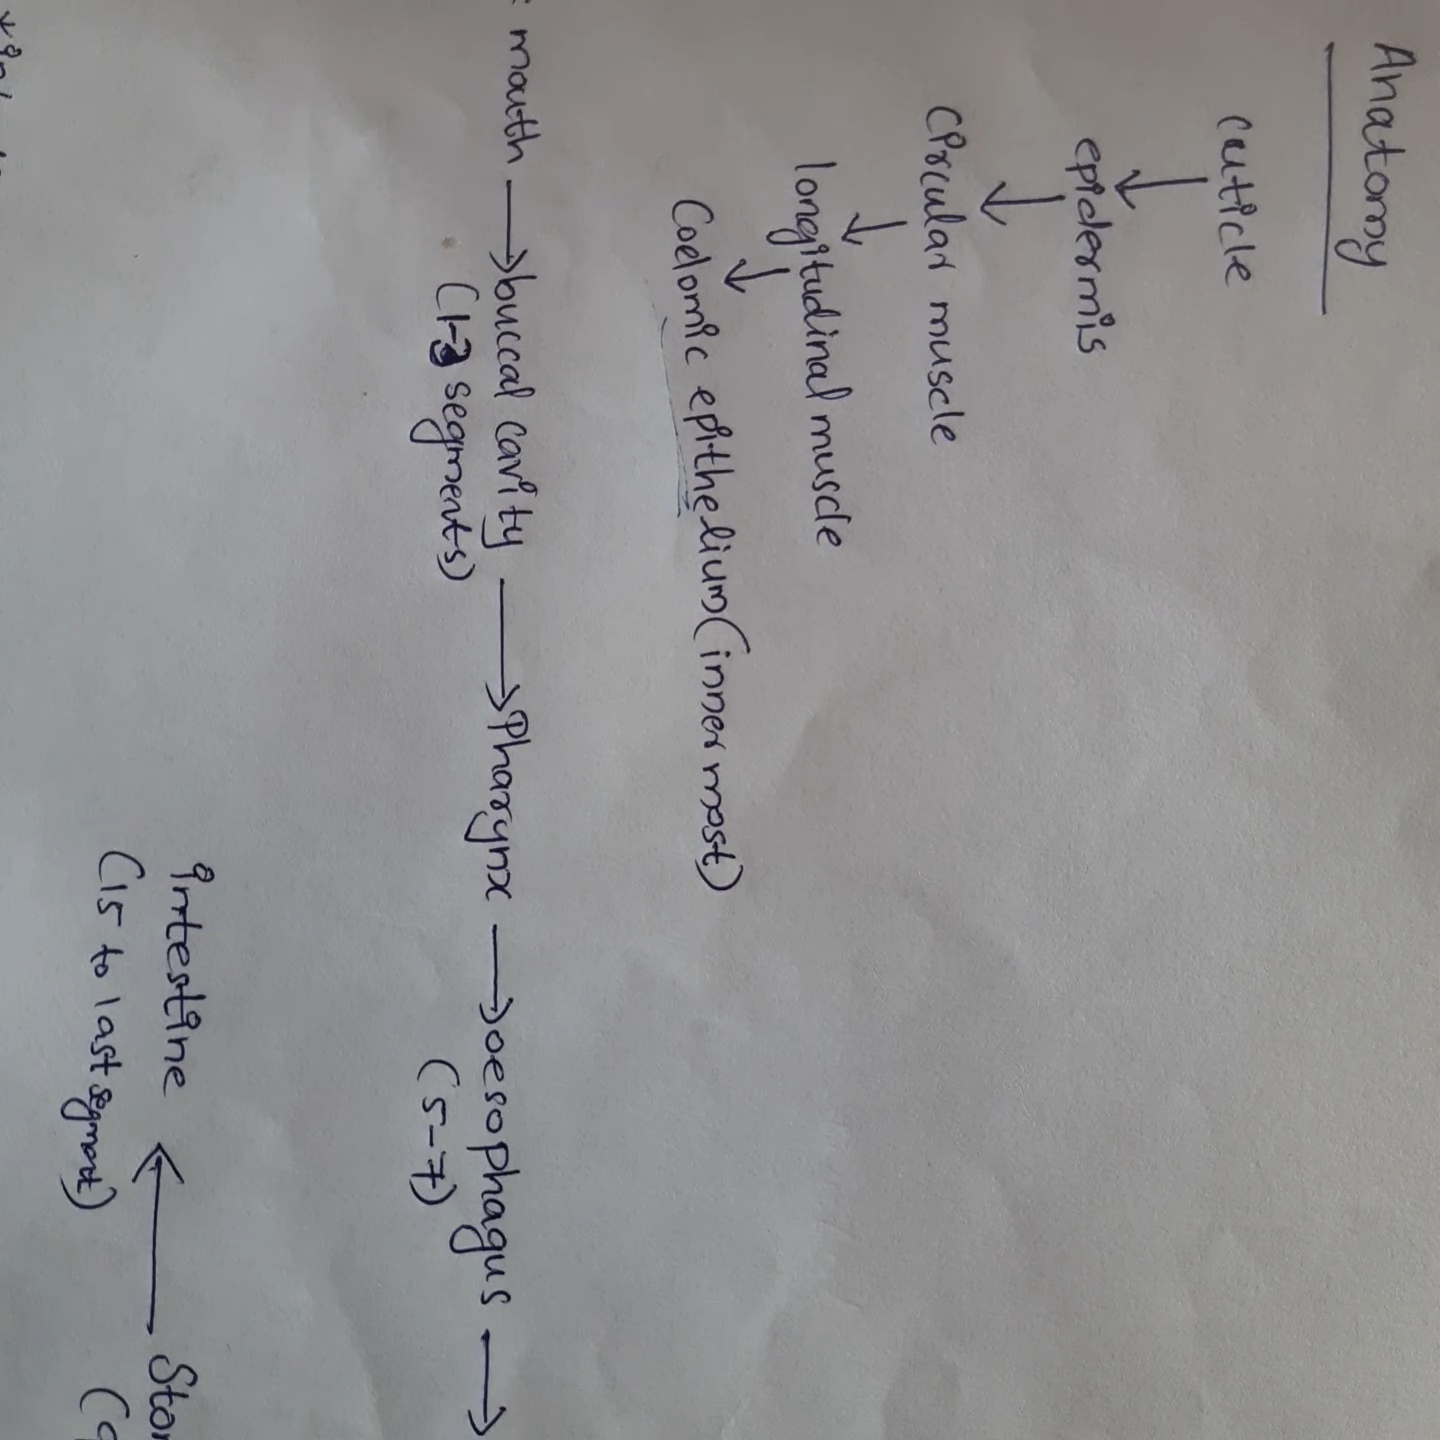 Anatomy
cuticle
↓
epidermis
↓
circular muscle
↓
longitudinal muscle
↓
Coelomic epithelium (inner most)
: mouth → buccal cavity → Pharynx → oesophagus →
(1-3 segments) (5-7)
intestine ←
(15 to last segment)